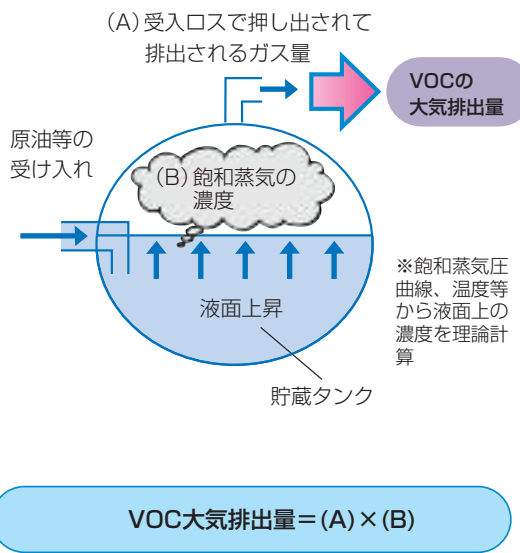 (A)受入ロスで押し出されて
排出されるガス量
VOCの
大気排出量
原油等の
受け入れ
(B)飽和蒸気の
濃度
※飽和蒸気圧
曲線、温度等
から液面上の
濃度を理論計
算
液面上昇
貯蔵タンク
VOC大気排出量=(A)×(B)